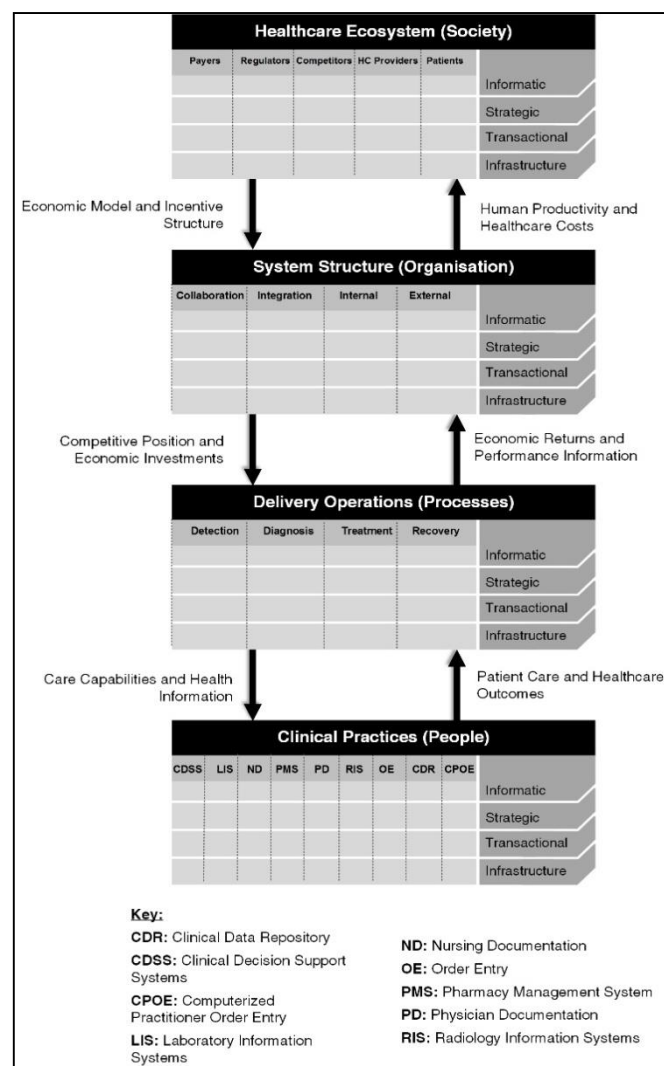 Healthcare Ecosystem (Society)
Payers Regulators Competitors HC Providers Patients
Informatic
Strategic
Transactional
Infrastructure
Economic Model and Incentive
Structure
Human Productivity and
Healthcare Costs
System Structure (Organisation)
Collaboration Integration Internal External
Informatic
Strategic
Transactional
Infrastructure
Competitive Position and
Economic Investments
Economic Returns and
Performance Information
Delivery Operations (Processes)
Detection Diagnosis Treatment Recovery
Informatic
Strategic
Transactional
Infrastructure
Care Capabilities and Health
Information
Patient Care and Healthcare
Outcomes
Clinical Practices (People)
CDSS LIS ND PMS PD RIS OE CDR CPOE
Informatic
Strategic
Transactional
Infrastructure
Key:
CDR: Clinical Data Repository
CDSS: Clinical Decision Support
Systems
CPOE: Computerized
Practitioner Order Entry
LIS: Laboratory Information
Systems
ND: Nursing Documentation
OE: Order Entry
PMS: Pharmacy Management System
PD: Physician Documentation
RIS: Radiology Information Systems